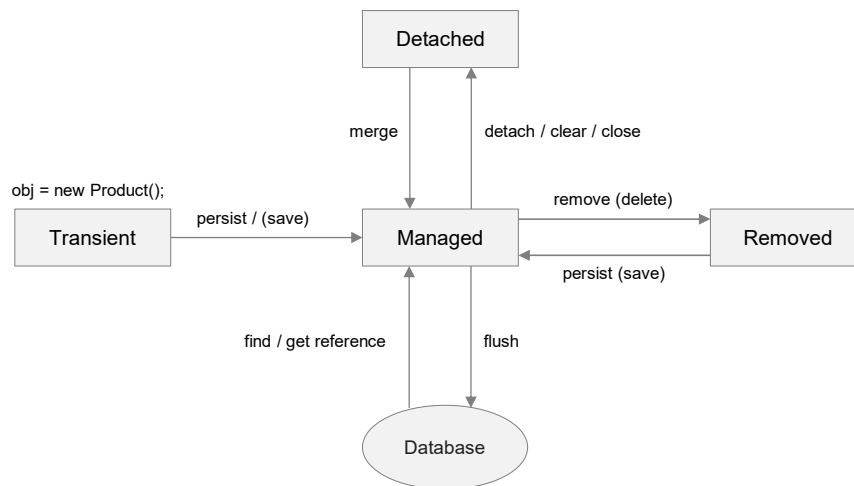 Detached
merge
detach / clear / close
obj = new Product();
Transient
persist / (save)
Managed
remove (delete)
Removed
persist (save)
find / get reference
flush
Database